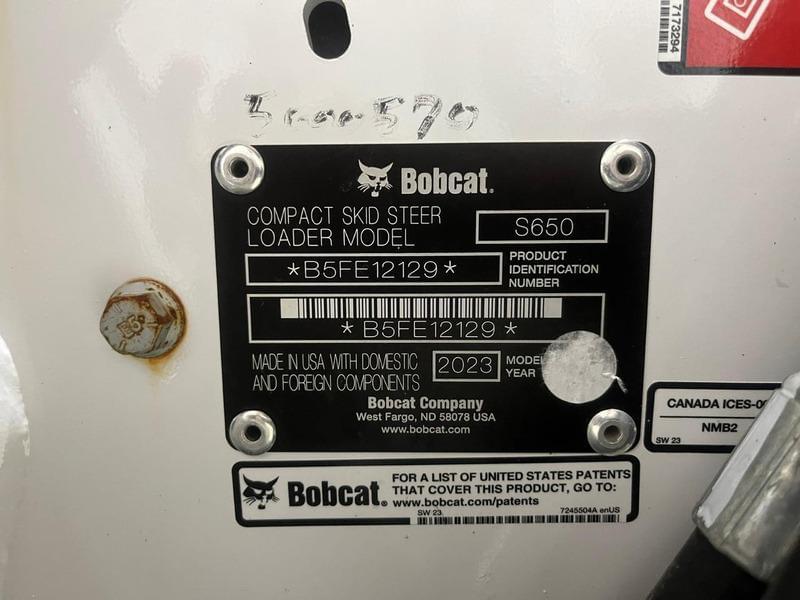 7173294
Bobcat.
COMPACT SKID STEER
LOADER MODEL
S650
*B5FE12129*
PRODUCT
IDENTIFICATION
NUMBER
*B5FE12129*
MADE IN USA WITH DOMESTIC
AND FOREIGN COMPONENTS
2023
MODEL
YEAR
Bobcat Company
West Fargo, ND 58078 USA
www.bobcat.com
CANADA ICES-00
NMB2
SW 23
Bobcat.
FOR A LIST OF UNITED STATES PATENTS
THAT COVER THIS PRODUCT, GO TO:
www.bobcat.com/patents
SW 23
7245504A enUS